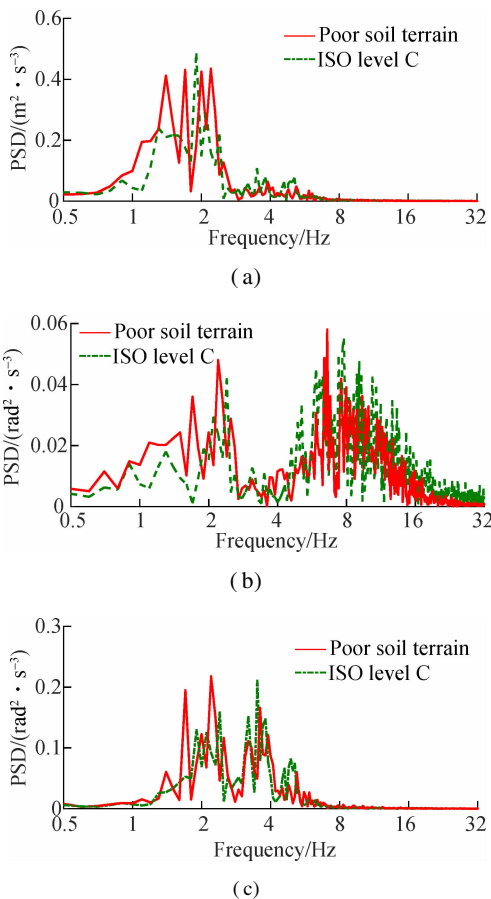 Poor soil terrain
ISO level C
PSD/(m²·s⁻³)
0.6
0.4
0.2
0
0.5 1 2 4 8 16 32
Frequency/Hz
(a)
Poor soil terrain
ISO level C
PSD/(rad²·s⁻³)
0.06
0.04
0.02
0
0.5 1 2 4 8 16 32
Frequency/Hz
(b)
Poor soil terrain
ISO level C
PSD/(rad²·s⁻³)
0.3
0.2
0.1
0
0.5 1 2 4 8 16 32
Frequency/Hz
(c)